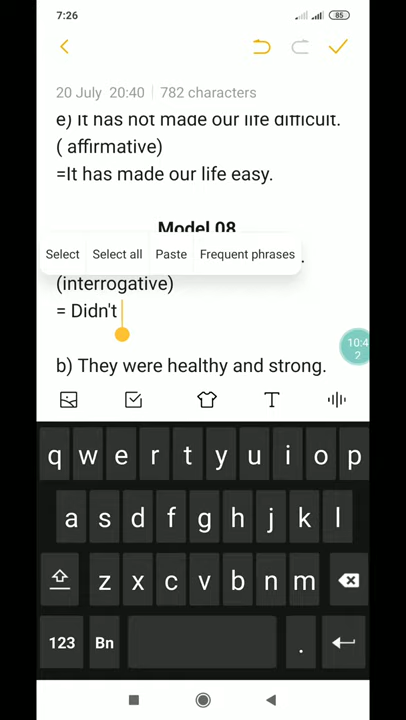 7:26
85
20 July 20:40 | 782 characters
e) It has not made our life difficult.
( affirmative)
=It has made our life easy.
Model 08
Select Select all Paste Frequent phrases
.
(interrogative)
= Didn't
10:4
2
b) They were healthy and strong.
T
q w e r t y u i o p
a s d f g h j k l
z x c v b n m
123 Bn .